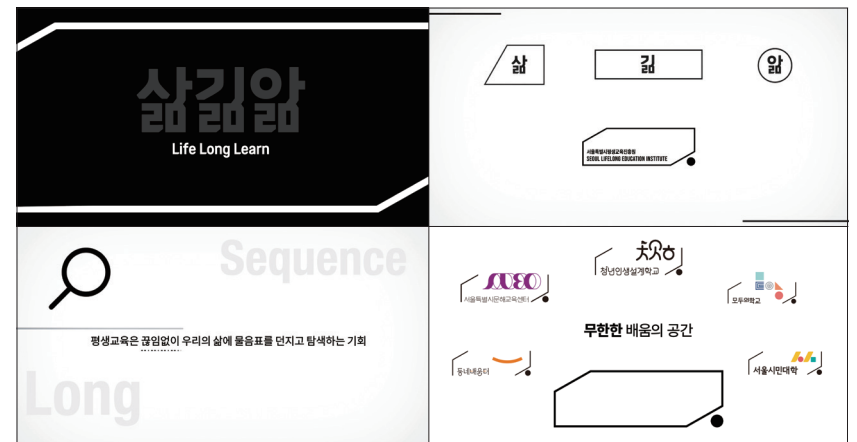 삶긺앎
Life Long Learn
삶
긺
앎
서울특별시평생교육진흥원
SEOUL LIFELONG EDUCATION INSTITUTE
Sequence
평생교육은 끊임없이 우리의 삶에 물음표를 던지고 탐색하는 기회
Long
서울특별시문해교육센터
청년인생설계학교
모두의학교
무한한 배움의 공간
동네배움터
서울시민대학